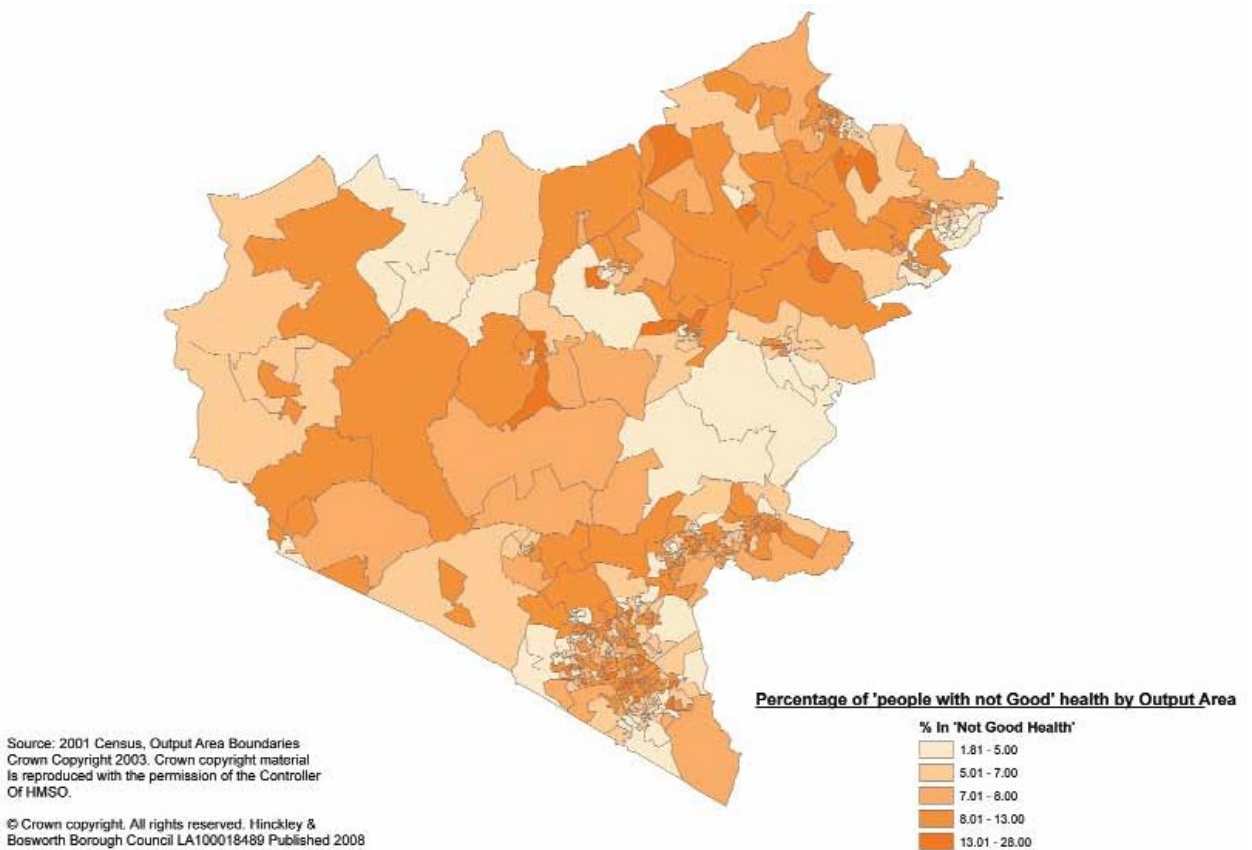 Percentage of 'people with not Good' health by Output Area
% In 'Not Good Health'
1.81 - 5.00
5.01 - 7.00
7.01 - 8.00
8.01 - 13.00
13.01 - 28.00
Source: 2001 Census, Output Area Boundaries
Crown Copyright 2003. Crown copyright material
Is reproduced with the permission of the Controller
Of HMSO.
© Crown copyright. All rights reserved. Hinckley &
Bosworth Borough Council LA100018489 Published 2008